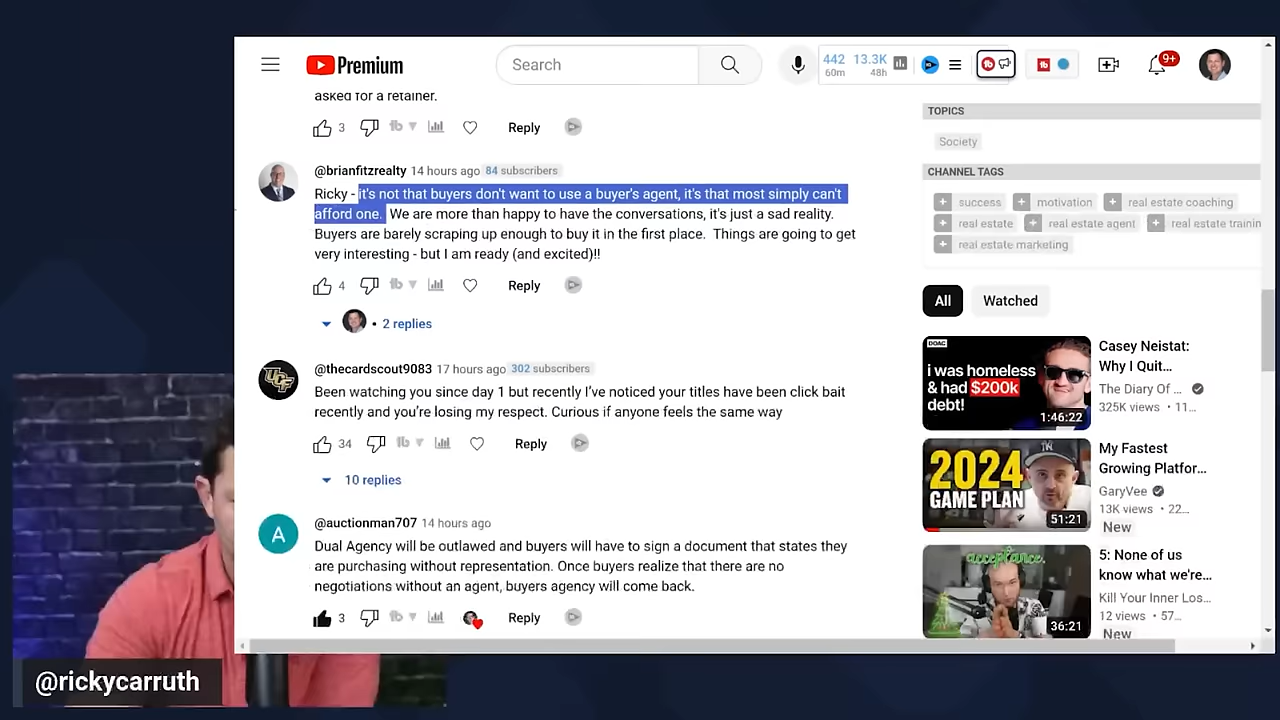 Premium
Search
442 13.3K
60m 48h
9+
asked for a retainer.
3 Reply
@brianfitzrealty 14 hours ago 84 subscribers
Ricky - it's not that buyers don't want to use a buyer's agent, it's that most simply can't
afford one. We are more than happy to have the conversations, it's just a sad reality.
Buyers are barely scraping up enough to buy it in the first place. Things are going to get
very interesting - but I am ready (and excited)!!
4 Reply
• 2 replies
@thecardscout9083 17 hours ago 302 subscribers
Been watching you since day 1 but recently I've noticed your titles have been click bait
recently and you're losing my respect. Curious if anyone feels the same way
34 Reply
10 replies
A
@auctionman707 14 hours ago
Dual Agency will be outlawed and buyers will have to sign a document that states they
are purchasing without representation. Once buyers realize that there are no
negotiations without an agent, buyers agency will come back.
3 Reply
TOPICS
Society
CHANNEL TAGS
+ success + motivation + real estate coaching
+ real estate + real estate agent + real estate trainin
+ real estate marketing
All Watched
DOAC
i was homeless
& had $200k
debt!
1:46:22
Casey Neistat:
Why I Quit...
The Diary Of ...
325K views • 11...
2024
GAME PLAN
51:21
My Fastest
Growing Platfor...
GaryVee
13K views • 22...
New
acceptance.
36:21
5: None of us
know what we're...
Kill Your Inner Los...
12 views • 57...
New
@rickycarruth